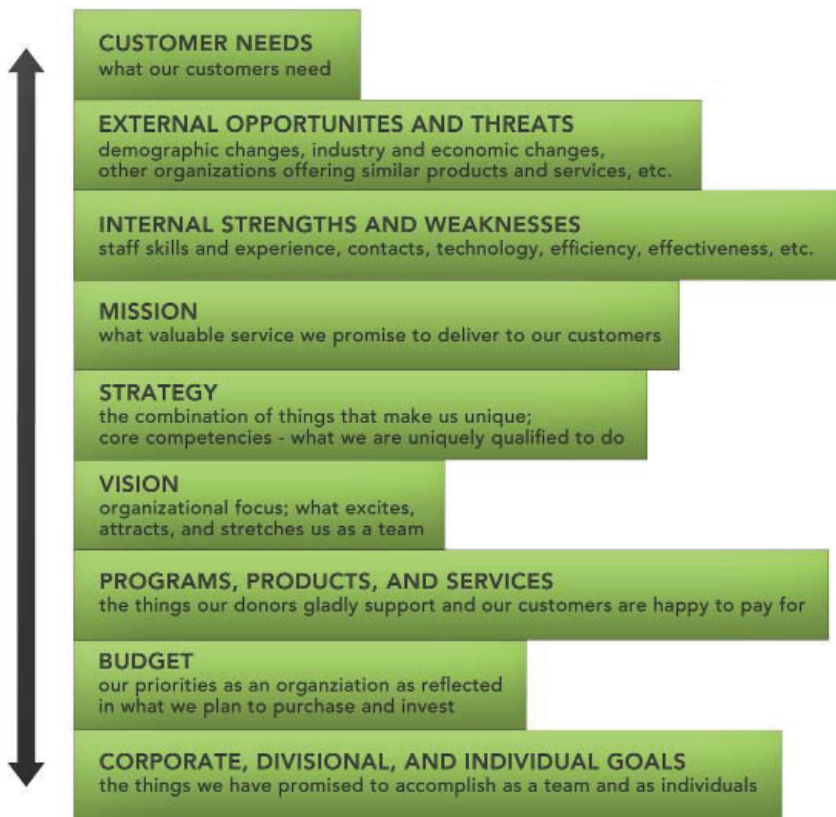 CUSTOMER NEEDS
what our customers need
EXTERNAL OPPORTUNITES AND THREATS
demographic changes, industry and economic changes,
other organizations offering similar products and services, etc.
INTERNAL STRENGTHS AND WEAKNESSES
staff skills and experience, contacts, technology, efficiency, effectiveness, etc.
MISSION
what valuable service we promise to deliver to our customers
STRATEGY
the combination of things that make us unique;
core competencies - what we are uniquely qualified to do
VISION
organizational focus; what excites,
attracts, and stretches us as a team
PROGRAMS, PRODUCTS, AND SERVICES
the things our donors gladly support and our customers are happy to pay for
BUDGET
our priorities as an organziation as reflected
in what we plan to purchase and invest
CORPORATE, DIVISIONAL, AND INDIVIDUAL GOALS
the things we have promised to accomplish as a team and as individuals